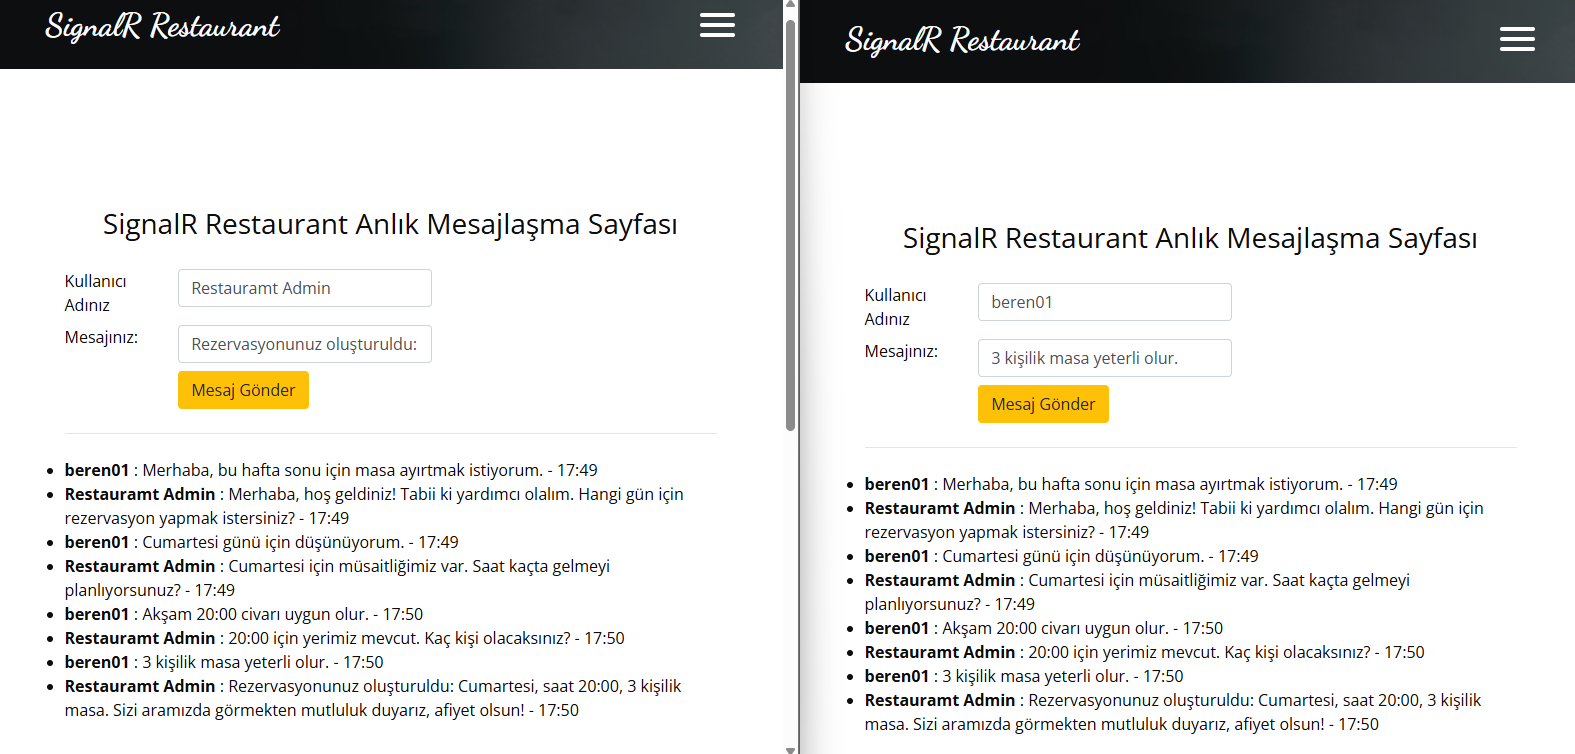 SignalR Restaurant
SignalR Restaurant Anlık Mesajlaşma Sayfası
Kullanıcı
Adınız
Restauramt Admin
Mesajınız:
Rezervasyonunuz oluşturuldu:
Mesaj Gönder
beren01 : Merhaba, bu hafta sonu için masa ayırtmak istiyorum. - 17:49
Restauramt Admin : Merhaba, hoş geldiniz! Tabii ki yardımcı olalım. Hangi gün için
rezervasyon yapmak istersiniz? - 17:49
beren01 : Cumartesi günü için düşünüyorum. - 17:49
Restauramt Admin : Cumartesi için müsaitliğimiz var. Saat kaçta gelmeyi
planlıyorsunuz? - 17:49
beren01 : Akşam 20:00 civarı uygun olur. - 17:50
Restauramt Admin : 20:00 için yerimiz mevcut. Kaç kişi olacaksınız? - 17:50
beren01 : 3 kişilik masa yeterli olur. - 17:50
Restauramt Admin : Rezervasyonunuz oluşturuldu: Cumartesi, saat 20:00, 3 kişilik
masa. Sizi aramızda görmekten mutluluk duyarız, afiyet olsun! - 17:50
SignalR Restaurant
SignalR Restaurant Anlık Mesajlaşma Sayfası
Kullanıcı
Adınız
beren01
Mesajınız:
3 kişilik masa yeterli olur.
Mesaj Gönder
beren01 : Merhaba, bu hafta sonu için masa ayırtmak istiyorum. - 17:49
Restauramt Admin : Merhaba, hoş geldiniz! Tabii ki yardımcı olalım. Hangi gün için
rezervasyon yapmak istersiniz? - 17:49
beren01 : Cumartesi günü için düşünüyorum. - 17:49
Restauramt Admin : Cumartesi için müsaitliğimiz var. Saat kaçta gelmeyi
planlıyorsunuz? - 17:49
beren01 : Akşam 20:00 civarı uygun olur. - 17:50
Restauramt Admin : 20:00 için yerimiz mevcut. Kaç kişi olacaksınız? - 17:50
beren01 : 3 kişilik masa yeterli olur. - 17:50
Restauramt Admin : Rezervasyonunuz oluşturuldu: Cumartesi, saat 20:00, 3 kişilik
masa. Sizi aramızda görmekten mutluluk duyarız, afiyet olsun! - 17:50